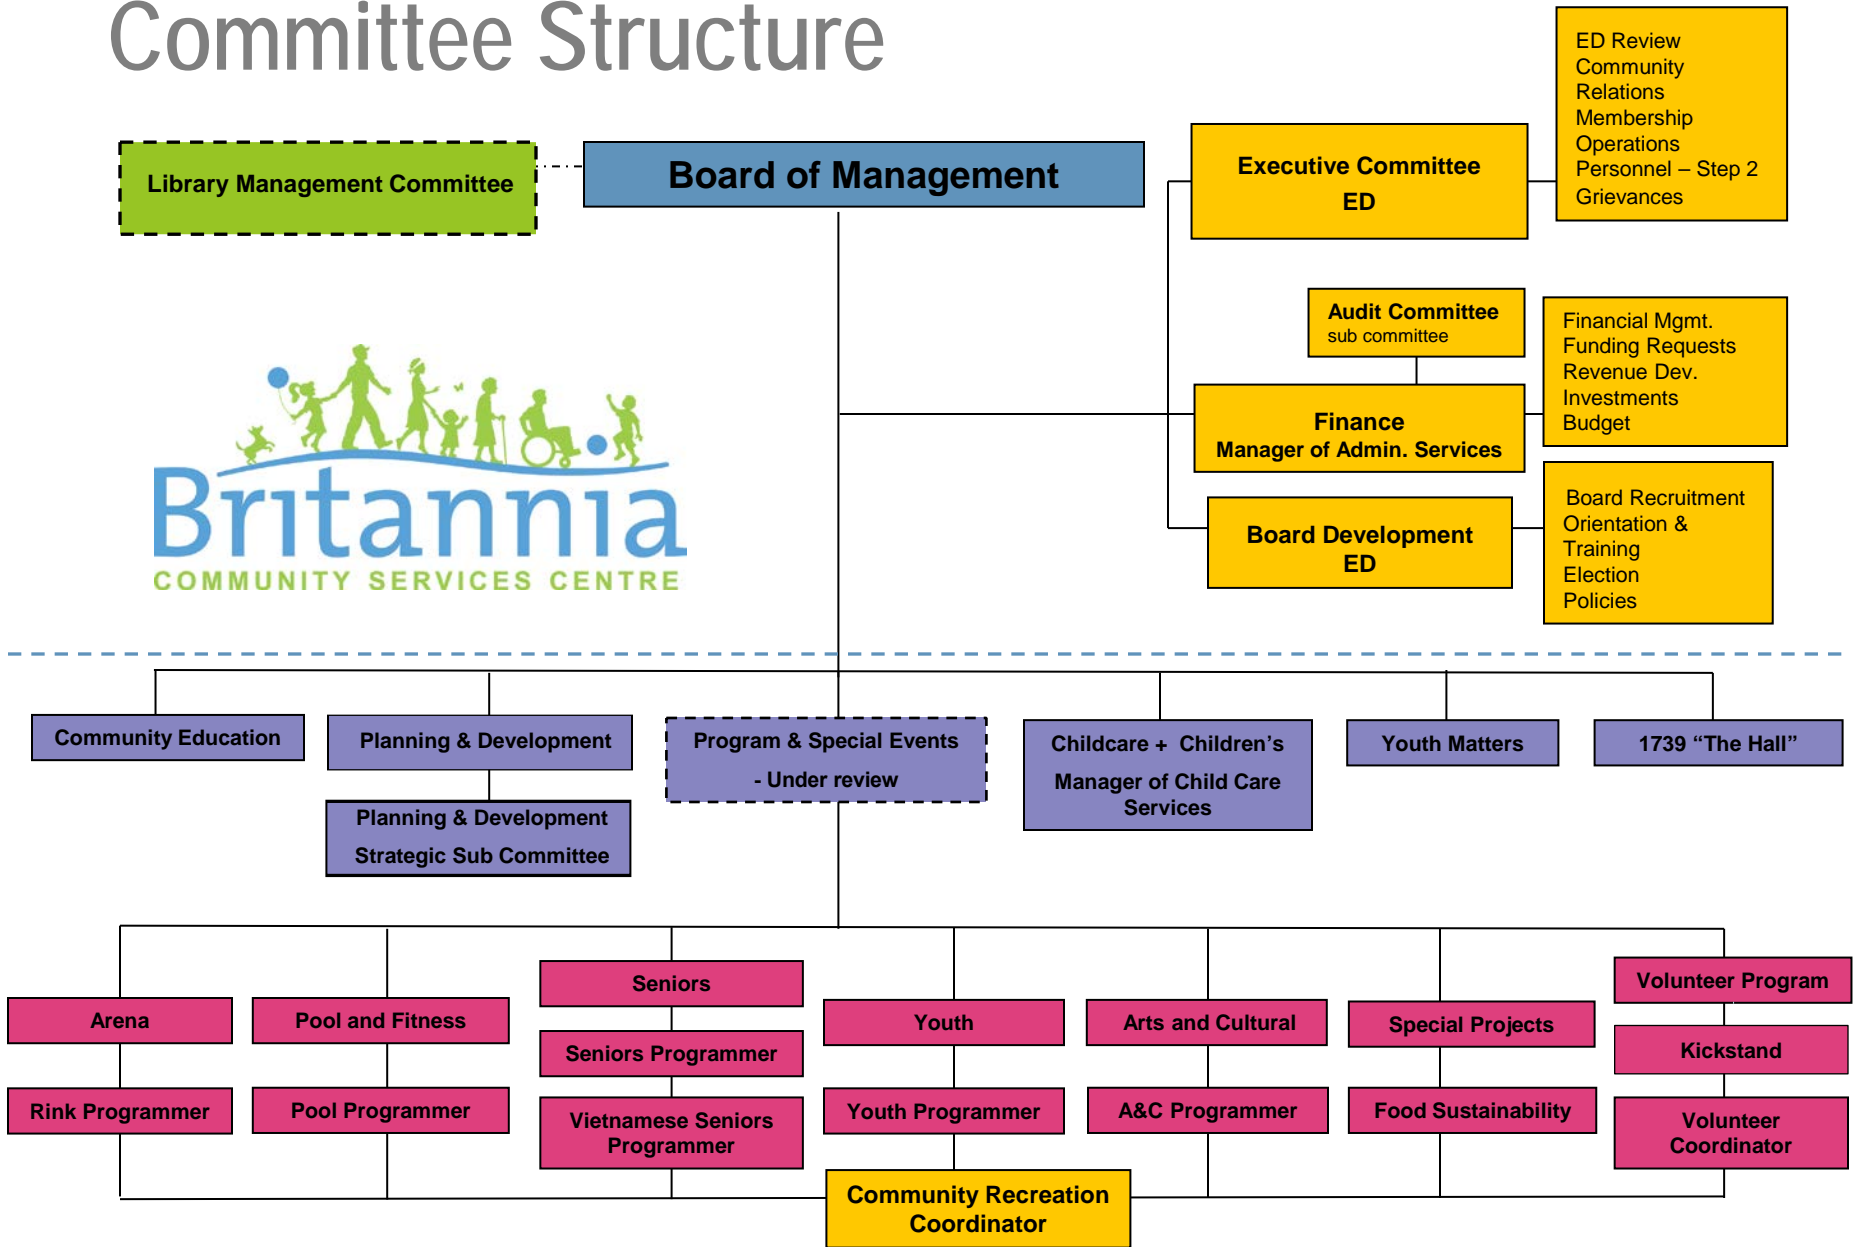 Committee Structure
ED Review
Community
Relations
Membership
Operations
Personnel – Step 2
Grievances
Library Management Committee
Board of Management
Executive Committee
ED
Audit Committee
sub committee
Financial Mgmt.
Funding Requests
Revenue Dev.
Investments
Budget
Finance
Manager of Admin. Services
Board Development
ED
Board Recruitment
Orientation &
Training
Election
Policies
Britannia
COMMUNITY SERVICES CENTRE
Community Education
Planning & Development
Planning & Development
Strategic Sub Committee
Program & Special Events
- Under review
Childcare + Children's
Manager of Child Care
Services
Youth Matters
1739 “The Hall”
Arena
Rink Programmer
Pool and Fitness
Pool Programmer
Seniors
Seniors Programmer
Vietnamese Seniors
Programmer
Youth
Youth Programmer
Arts and Cultural
A&C Programmer
Special Projects
Food Sustainability
Volunteer Program
Kickstand
Volunteer
Coordinator
Community Recreation
Coordinator